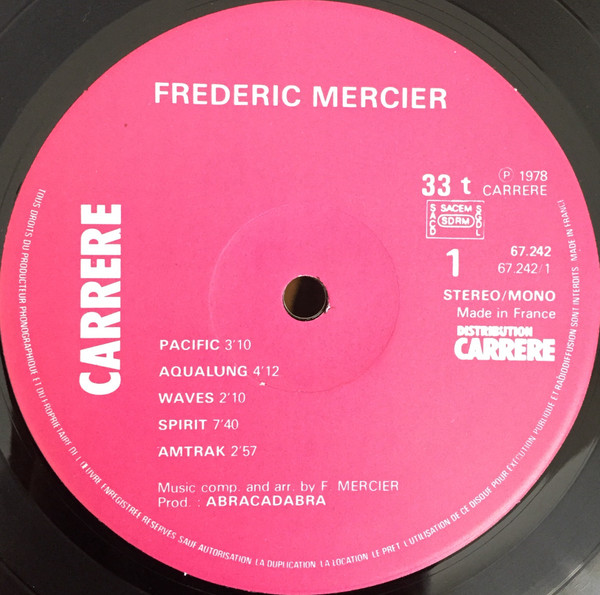 FREDERIC MERCIER
33 t
Ⓟ 1978
CARRERE
SACEM
SACD
SDRM
SGDL
1
67.242
67.242/1
STEREO/MONO
Made in France
DISTRIBUTION
CARRERE
CARRERE
PACIFIC 3'10
AQUALUNG 4'12
WAVES 2'10
SPIRIT 7'40
AMTRAK 2'57
Music comp. and arr. by F. MERCIER
Prod. : ABRACADABRA
TOUS DROITS DU PRODUCTEUR PHONOGRAPHIQUE ET DU PROPRIETAIRE DE L'ŒUVRE ENREGISTREE RESERVES SAUF AUTORISATION LA DUPLICATION LA LOCATION LE PRET L'UTILISATION DE CE DISQUE POUR EXECUTION PUBLIQUE ET RADIODIFFUSION SONT INTERDITS MADE IN FRANCE